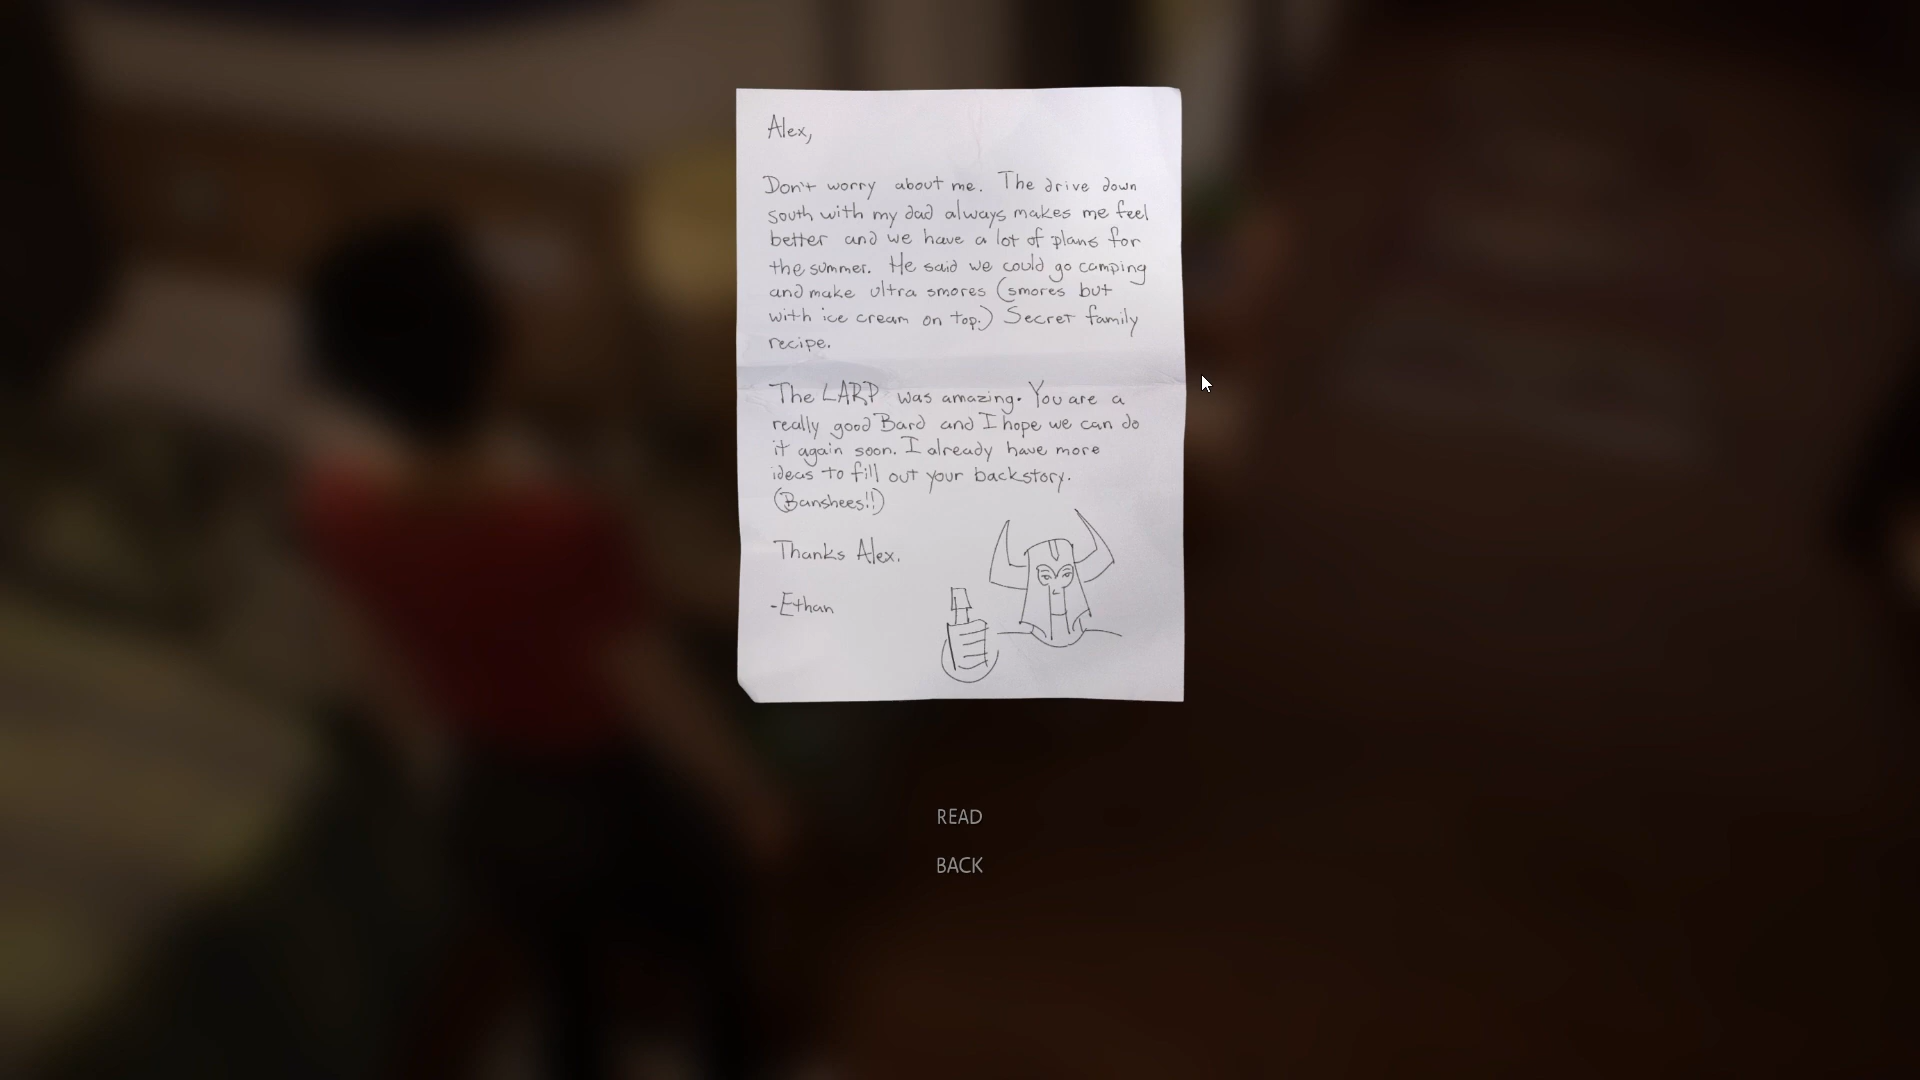 Alex,
Don't worry about me. The drive down
south with my dad always makes me feel
better and we have a lot of plans for
the summer. He said we could go camping
and make ultra smores (smores but
with ice cream on top.) Secret family
recipe.
The LARP was amazing. You are a
really good Bard and I hope we can do
it again soon. I already have more
ideas to fill out your backstory.
(Banshees!!)
Thanks Alex.
-Ethan
READ
BACK